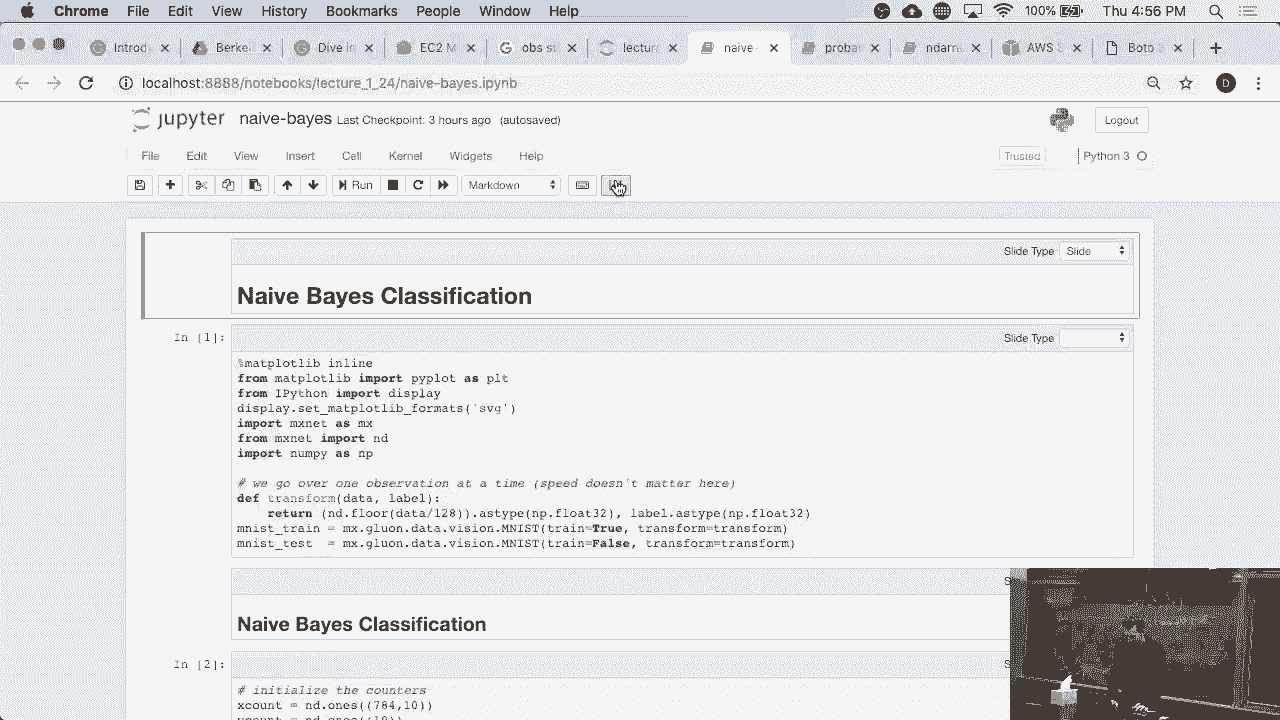 Chrome File Edit View History Bookmarks People Window Help 100% Thu 4:56 PM
Introd Berke Dive in EC2 M obs st lectur naive- proba ndarr AWS S Boto 3
localhost:8888/notebooks/lecture_1_24/naive-bayes.ipynb D
jupyter naive-bayes Last Checkpoint: 3 hours ago (autosaved) Logout
File Edit View Insert Cell Kernel Widgets Help Trusted Python 3
Run Markdown
Slide Type Slide
Naive Bayes Classification
In [1]: Slide Type
%matplotlib inline
from matplotlib import pyplot as plt
from IPython import display
display.set_matplotlib_formats('svg')
import mxnet as mx
from mxnet import nd
import numpy as np
# we go over one observation at a time (speed doesn't matter here)
def transform(data, label):
return (nd.floor(data/128)).astype(np.float32), label.astype(np.float32)
mnist_train = mx.gluon.data.vision.MNIST(train=True, transform=transform)
mnist_test = mx.gluon.data.vision.MNIST(train=False, transform=transform)
Naive Bayes Classification
In [2]:
# initialize the counters
xcount = nd.ones((784,10))